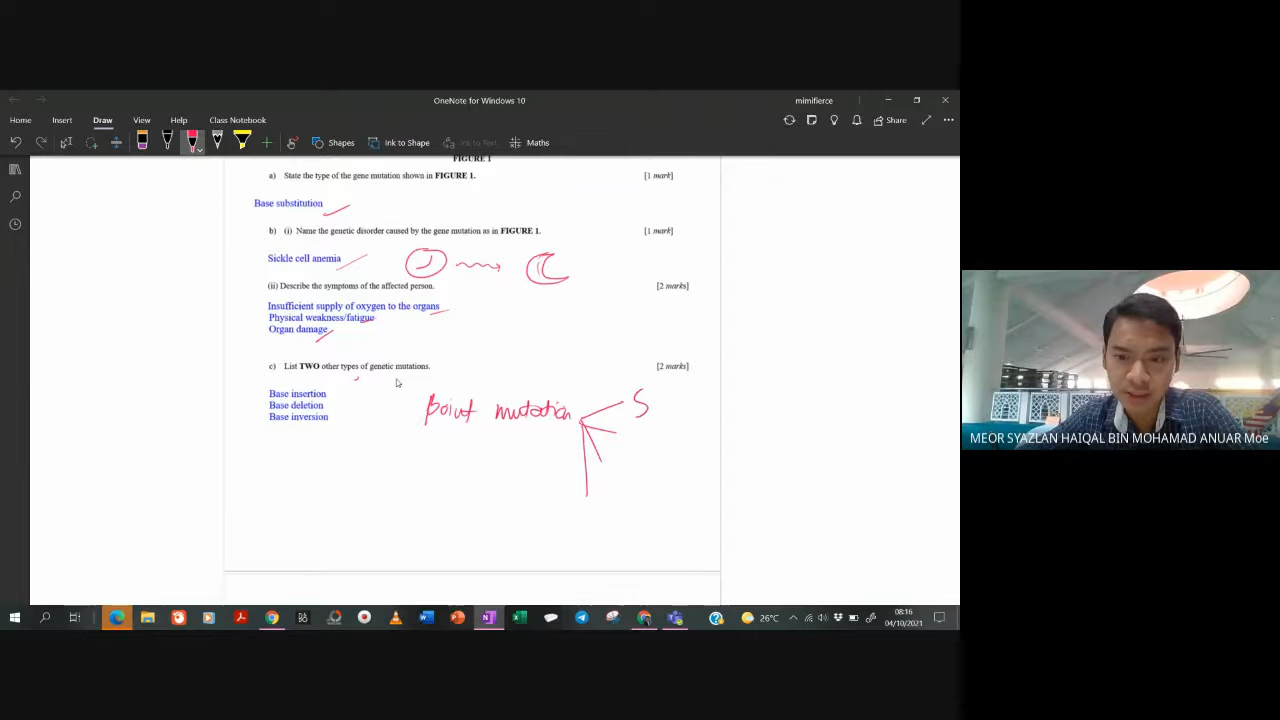 OneNote for Windows 10
mimifierce
Home
Insert
Draw
View
Help
Class Notebook
Share
Shapes
Ink to Shape
Ink to Text
Maths
FIGURE 1
a) State the type of the gene mutation shown in FIGURE 1. [1 mark]
Base substitution
b) (i) Name the genetic disorder caused by the gene mutation as in FIGURE 1. [1 mark]
Sickle cell anemia
(ii) Describe the symptoms of the affected person. [2 marks]
Insufficient supply of oxygen to the organs
Physical weakness/fatigue
Organ damage
c) List TWO other types of genetic mutations. [2 marks]
Base insertion
Base deletion
Base inversion
point mutation S
MEOR SYAZLAN HAIQAL BIN MOHAMAD ANUAR Moe
26°C
08:16
04/10/2021